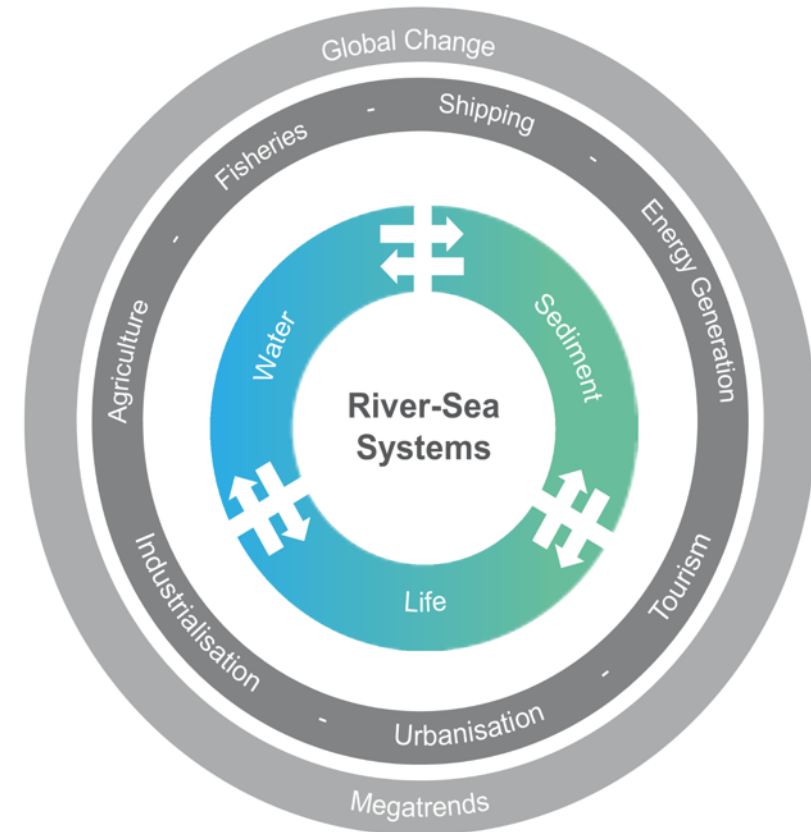 Global Change
Agriculture - Fisheries - Shipping - Energy Generation
Tourism
Industrialisation - Urbanisation -
Megatrends
Water
Sediment
Life
River-Sea
Systems